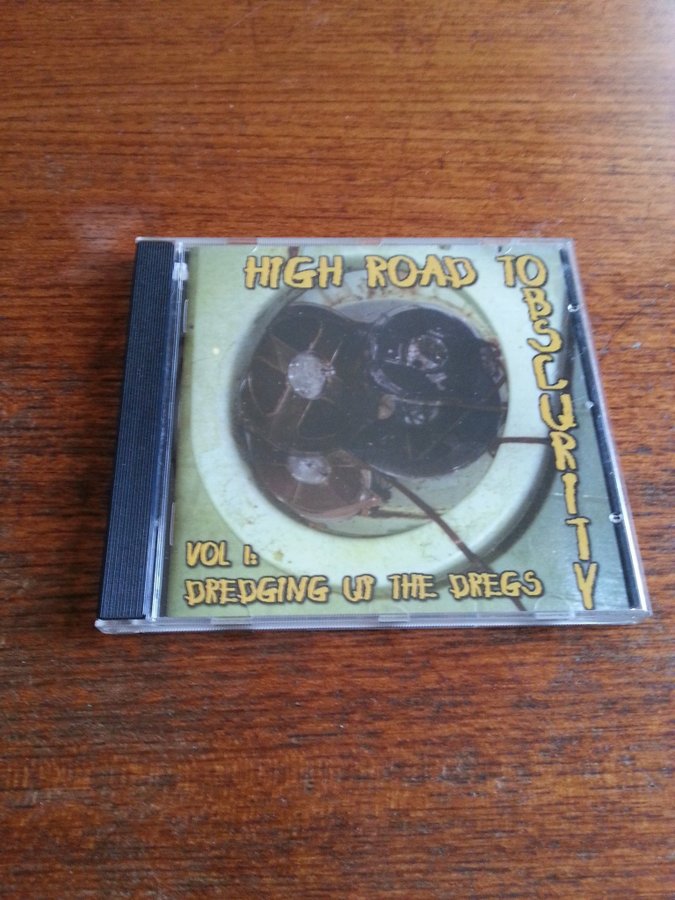 HIGH ROAD TO
OBSCURITY
VOL 1:
DREDGING UP THE DREGS